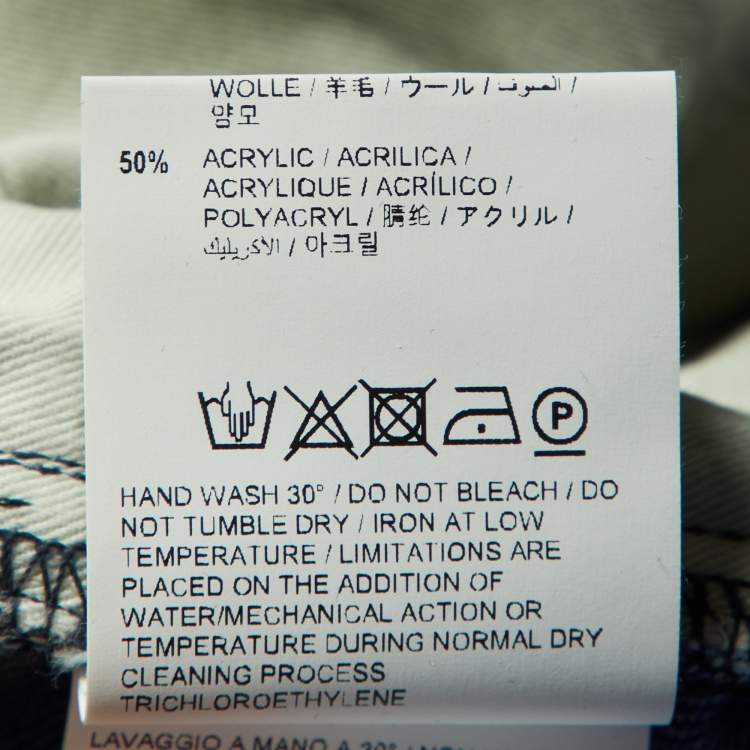 WOLLE / 羊毛 / ウール / الصوف /
양모
50% ACRYLIC / ACRILICA /
ACRYLIQUE / ACRÍLICO /
POLYACRYL / 腈纶 / アクリル /
الأكريليك / 아크릴
P
HAND WASH 30° / DO NOT BLEACH / DO
NOT TUMBLE DRY / IRON AT LOW
TEMPERATURE / LIMITATIONS ARE
PLACED ON THE ADDITION OF
WATER/MECHANICAL ACTION OR
TEMPERATURE DURING NORMAL DRY
CLEANING PROCESS
TRICHLOROETHYLENE
LAVAGGIO A MANO A 30° / NON